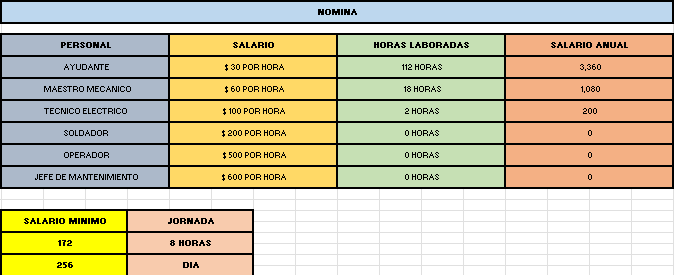 NOMINA
PERSONAL SALARIO HORAS LABORADAS SALARIO ANUAL
AYUDANTE $ 30 POR HORA 112 HORAS 3,360
MAESTRO MECANICO $ 60 POR HORA 18 HORAS 1,080
TECNICO ELECTRICO $ 100 POR HORA 2 HORAS 200
SOLDADOR $ 200 POR HORA 0 HORAS 0
OPERADOR $ 500 POR HORA 0 HORAS 0
JEFE DE MANTENIMIENTO $ 600 POR HORA 0 HORAS 0
SALARIO MINIMO JORNADA
172 8 HORAS
256 DIA